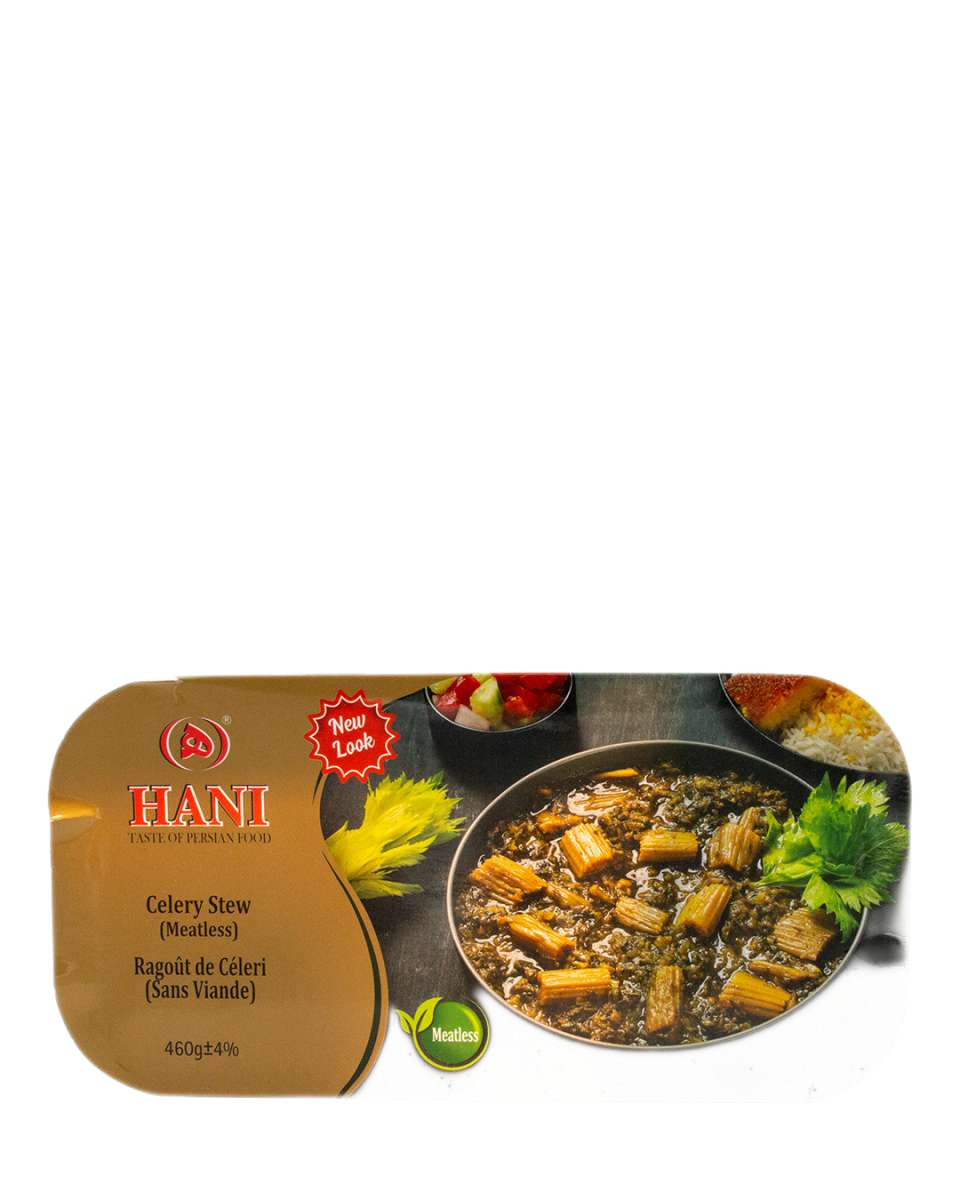 ®
HANI
TASTE OF PERSIAN FOOD
New
Look
Celery Stew
(Meatless)
Ragoût de Céleri
(Sans Viande)
460g±4%
Meatless